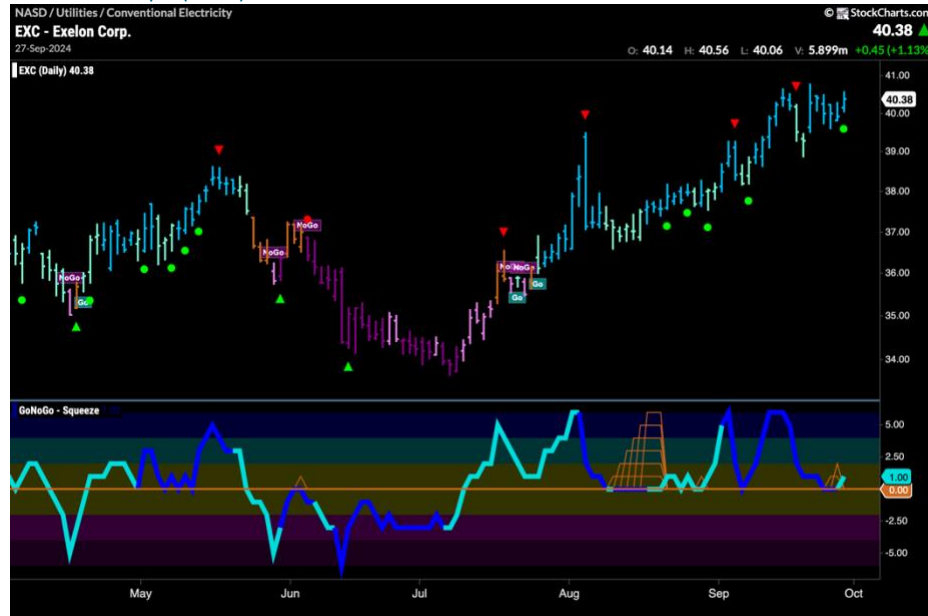 NASD / Utilities / Conventional Electricity
© StockCharts.com
EXC - Exelon Corp.
40.38
27-Sep-2024
O: 40.14 H: 40.56 L: 40.06 V: 5.899m +0.45 (+1.13%
EXC (Daily) 40.38
41.00
40.38
40.00
39.00
38.00
37.00
36.00
35.00
34.00
NoGo
Go
NoGo
NoGo
NoGo
Go
Go
GoNoGo - Squeeze
5.00
2.50
1.00
0.00
-2.50
-5.00
May Jun Jul Aug Sep Oct